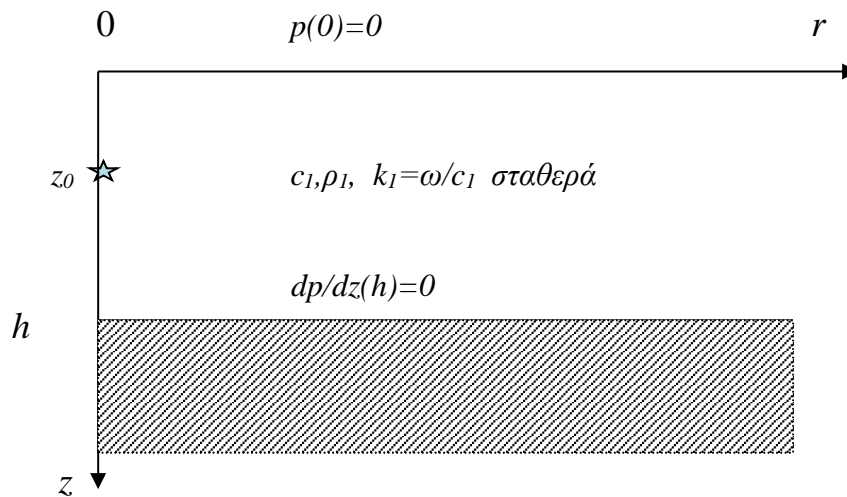 0 p(0)=0 r
z₀ c₁,ρ₁, k₁=ω/c₁ σταθερά
dp/dz(h)=0
h
z